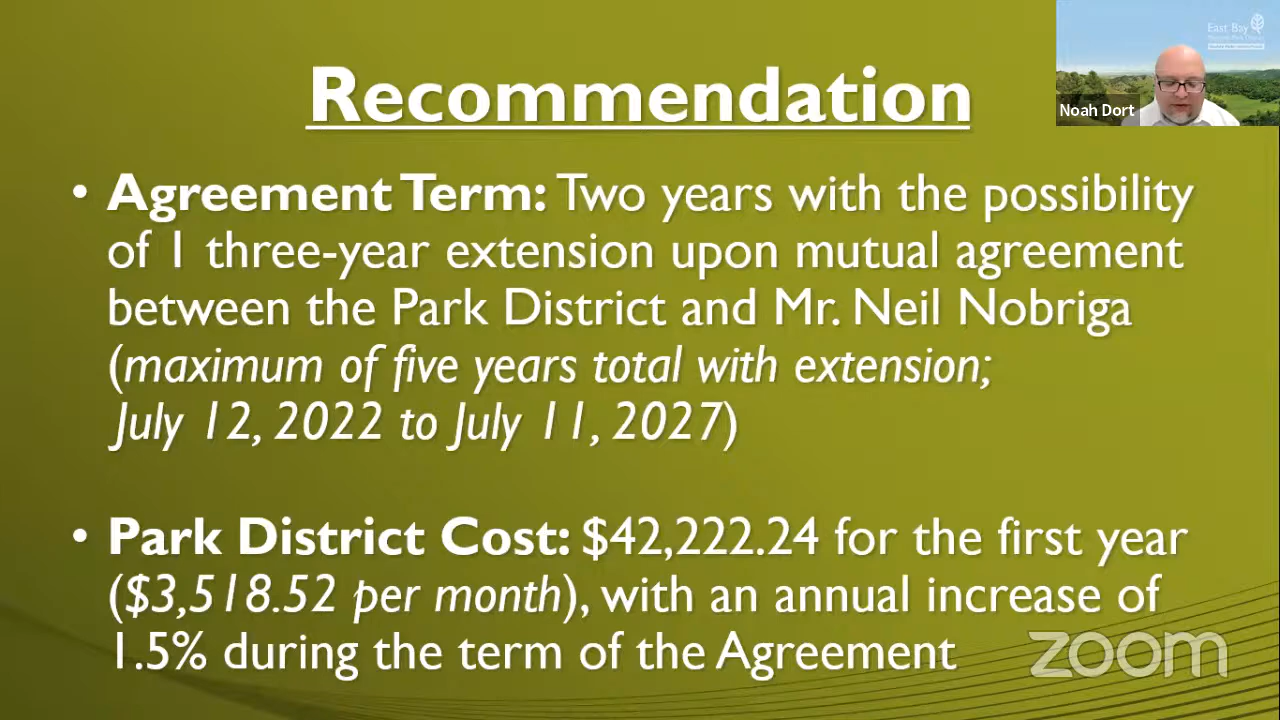 East Bay
Noah Dort
Recommendation
• Agreement Term: Two years with the possibility
of 1 three-year extension upon mutual agreement
between the Park District and Mr. Neil Nobriga
(maximum of five years total with extension;
July 12, 2022 to July 11, 2027)
• Park District Cost: $42,222.24 for the first year
($3,518.52 per month), with an annual increase of
1.5% during the term of the Agreement
zoom